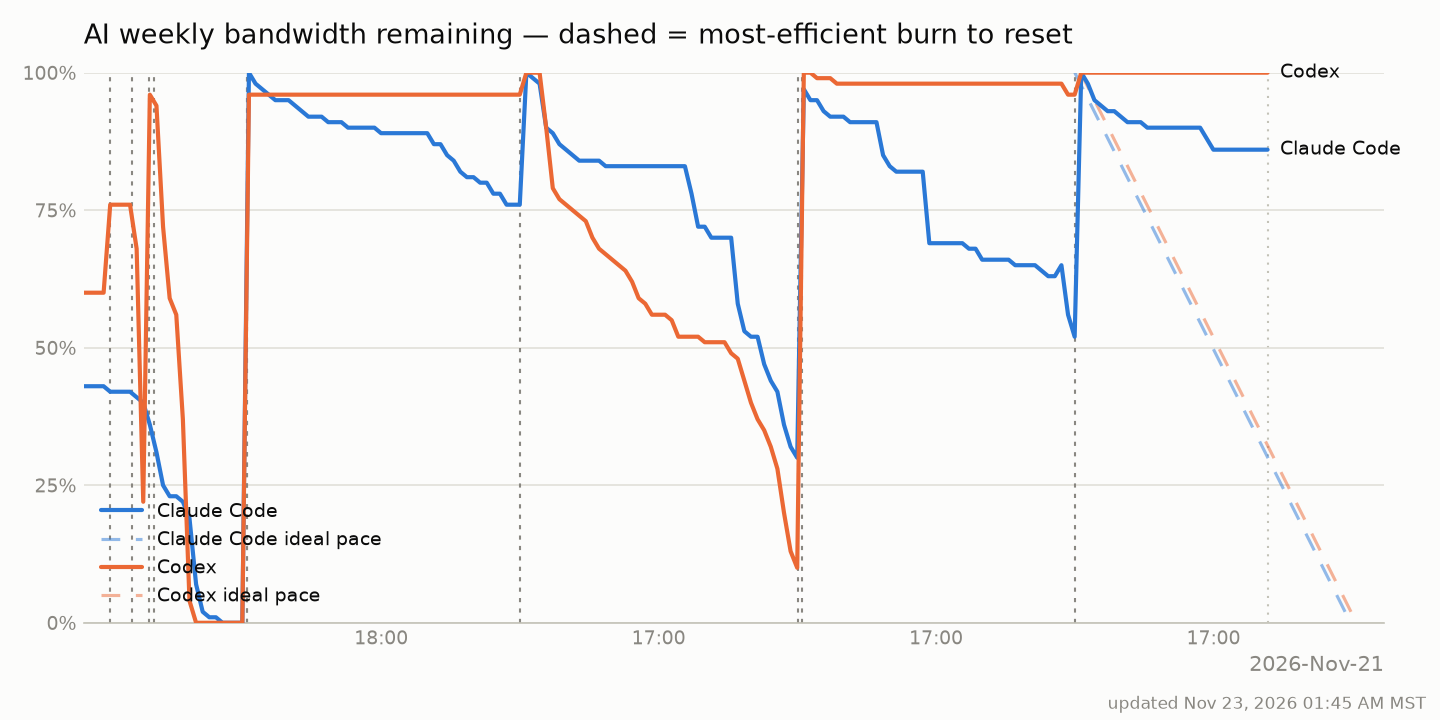 AI weekly bandwidth remaining — dashed = most-efficient burn to reset
100%
75%
50%
25%
0%
Codex
Claude Code
Claude Code
Claude Code ideal pace
Codex
Codex ideal pace
18:00
17:00
17:00
17:00
2026-Nov-21
updated Nov 23, 2026 01:45 AM MST